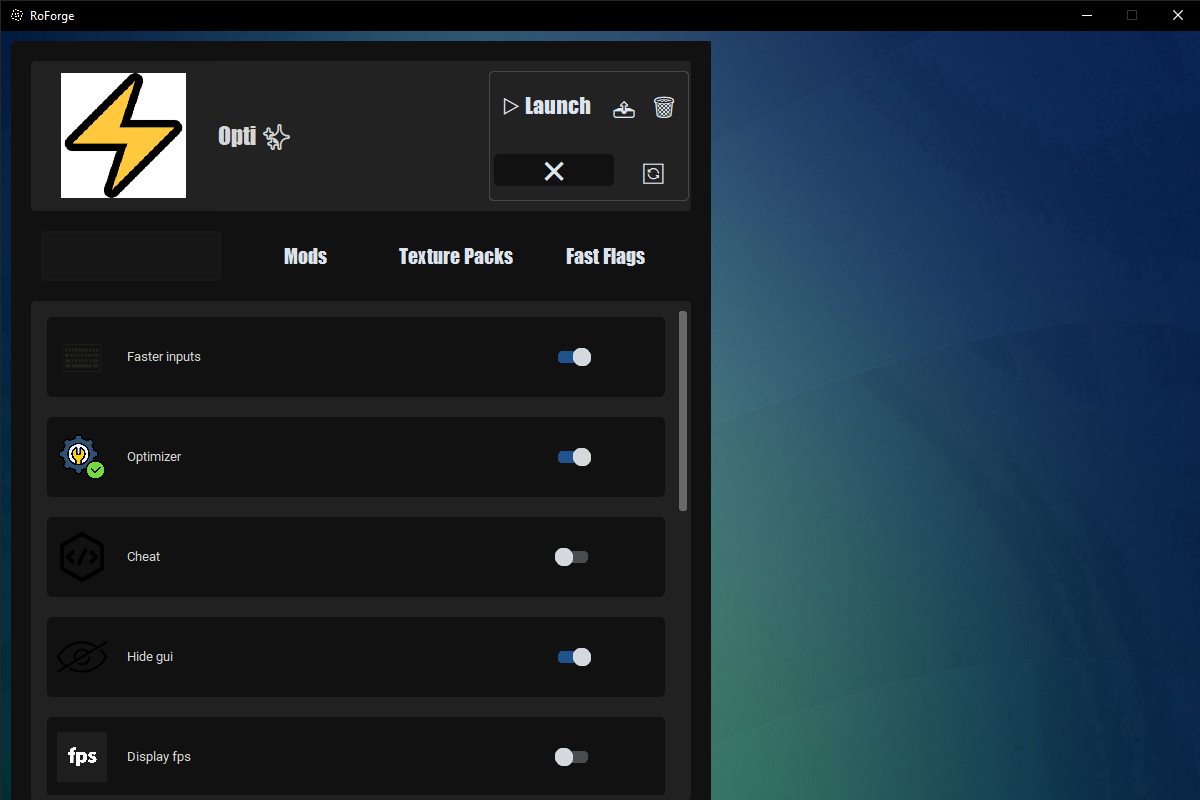 RoForge
Opti
Launch
Mods
Texture Packs
Fast Flags
Faster inputs
Optimizer
Cheat
Hide gui
fps
Display fps